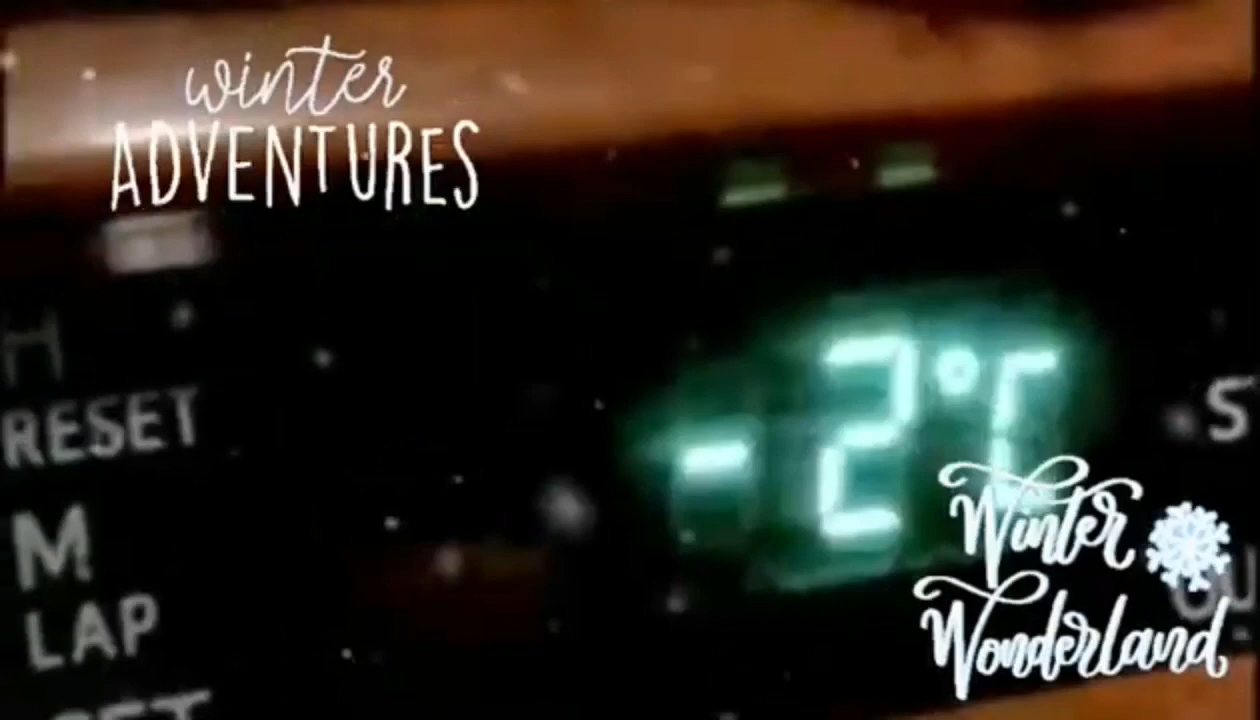 winter
ADVENTURES
H
RESET
-2°C
M
LAP
Winter
Wonderland